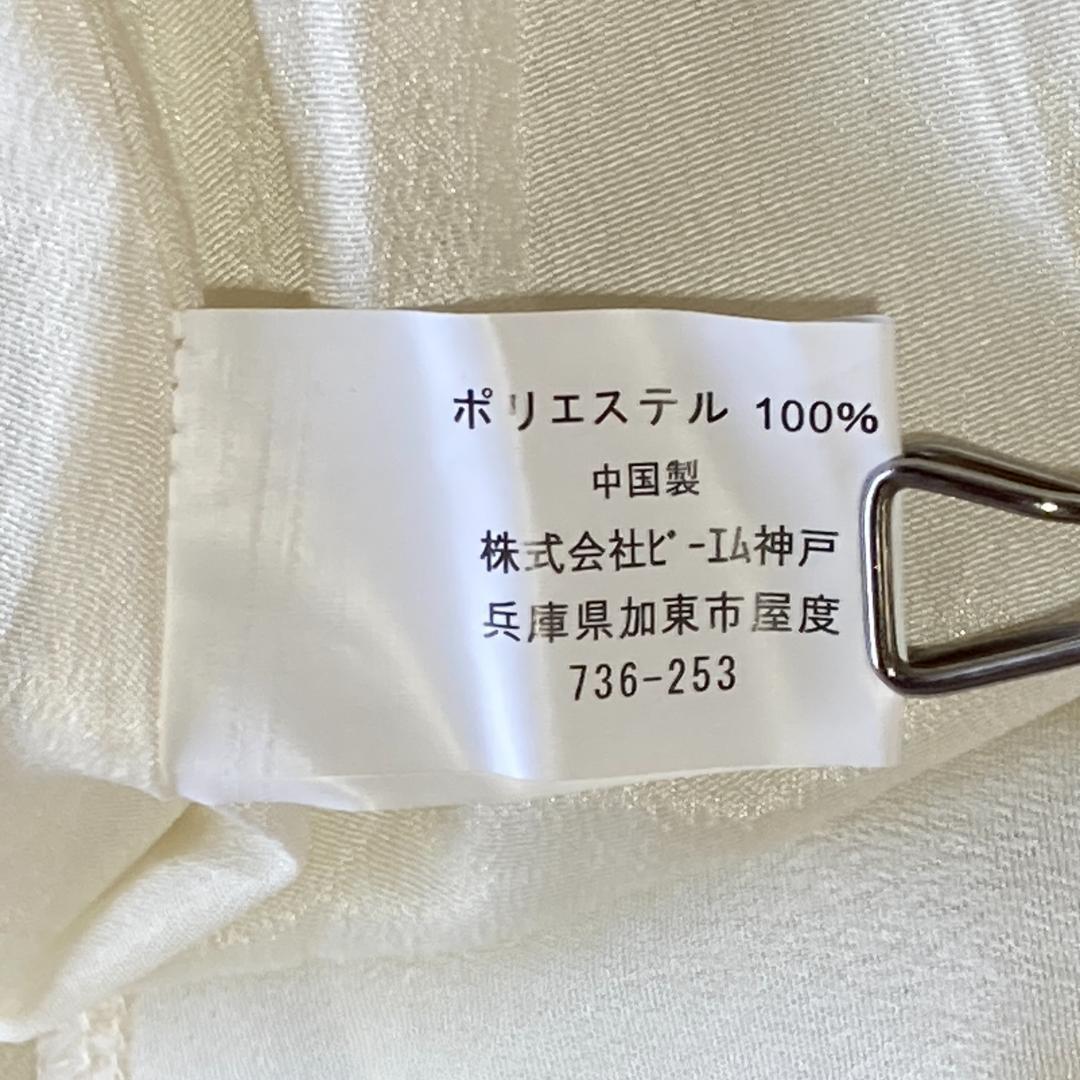 ポリエステル 100%
中国製
株式会社ﾋﾞｰｴﾑ神戸
兵庫県加東市屋度
736-253